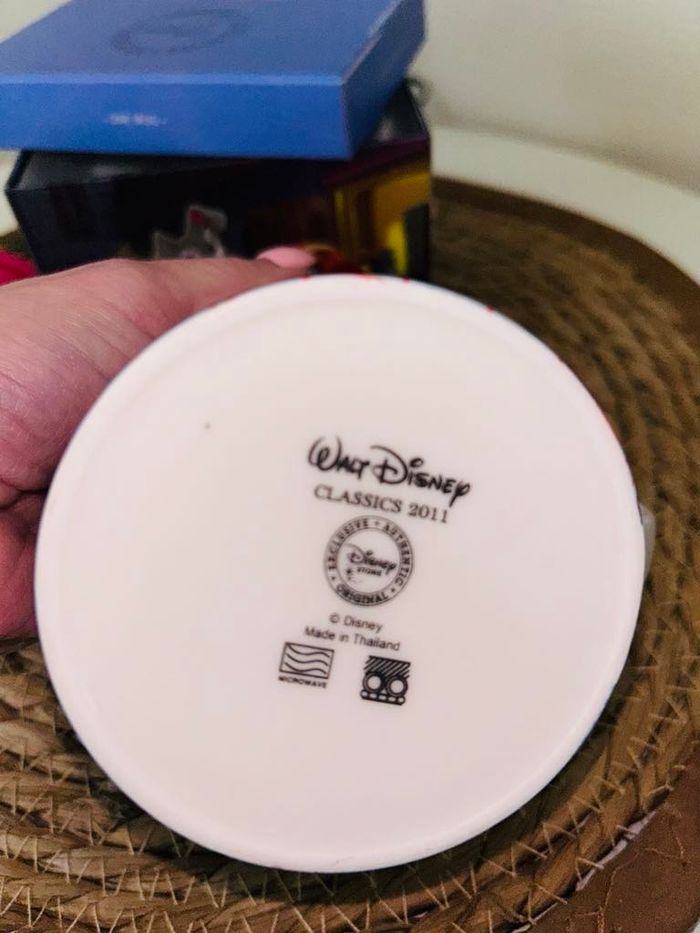 WALT DISNEY
CLASSICS 2011
EXCLUSIVE • AUTHENTIC • ORIGINAL •
Disney
STORE
© Disney
Made in Thailand
MICROWAVE